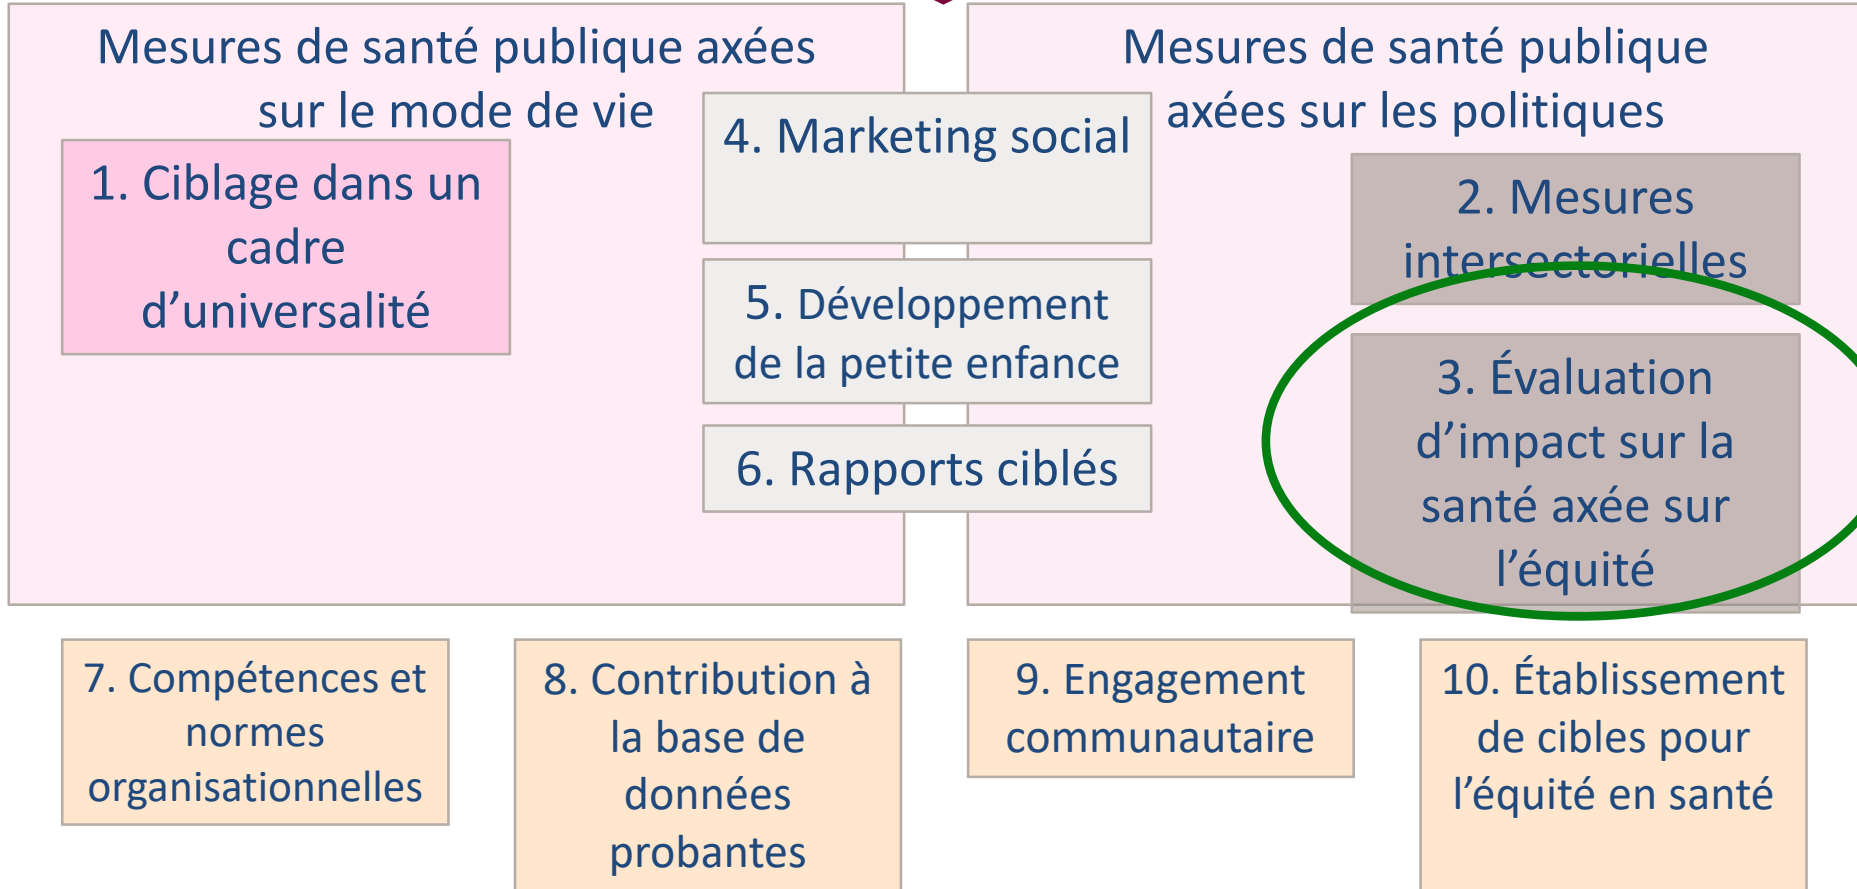 Mesures de santé publique axées
sur le mode de vie
Mesures de santé publique
axées sur les politiques
1. Ciblage dans un
cadre
d’universalité
4. Marketing social
5. Développement
de la petite enfance
6. Rapports ciblés
2. Mesures
intersectorielles
3. Évaluation
d’impact sur la
santé axée sur
l’équité
7. Compétences et
normes
organisationnelles
8. Contribution à
la base de
données
probantes
9. Engagement
communautaire
10. Établissement
de cibles pour
l’équité en santé